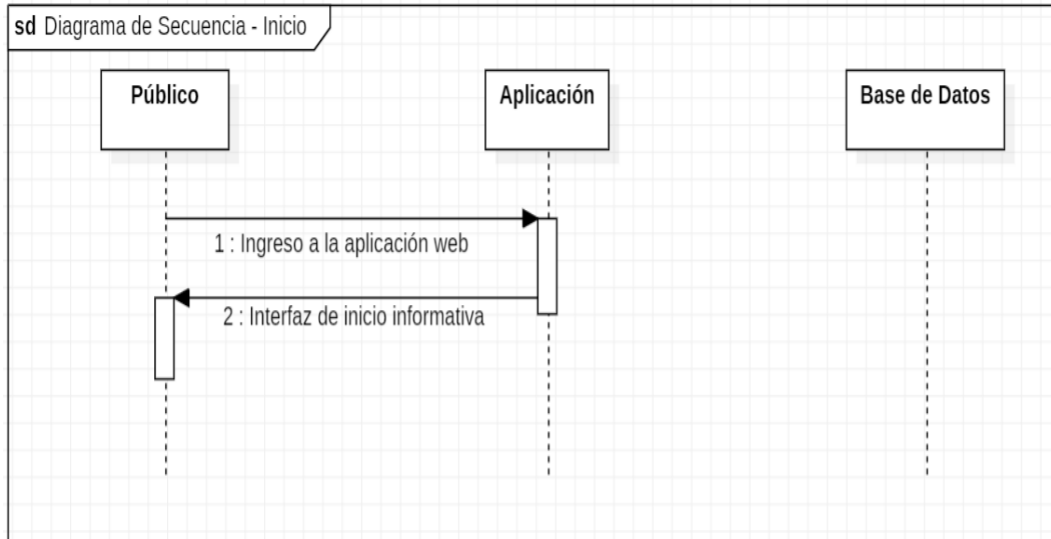 sd Diagrama de Secuencia - Inicio
Público
Aplicación
Base de Datos
1 : Ingreso a la aplicación web
2 : Interfaz de inicio informativa